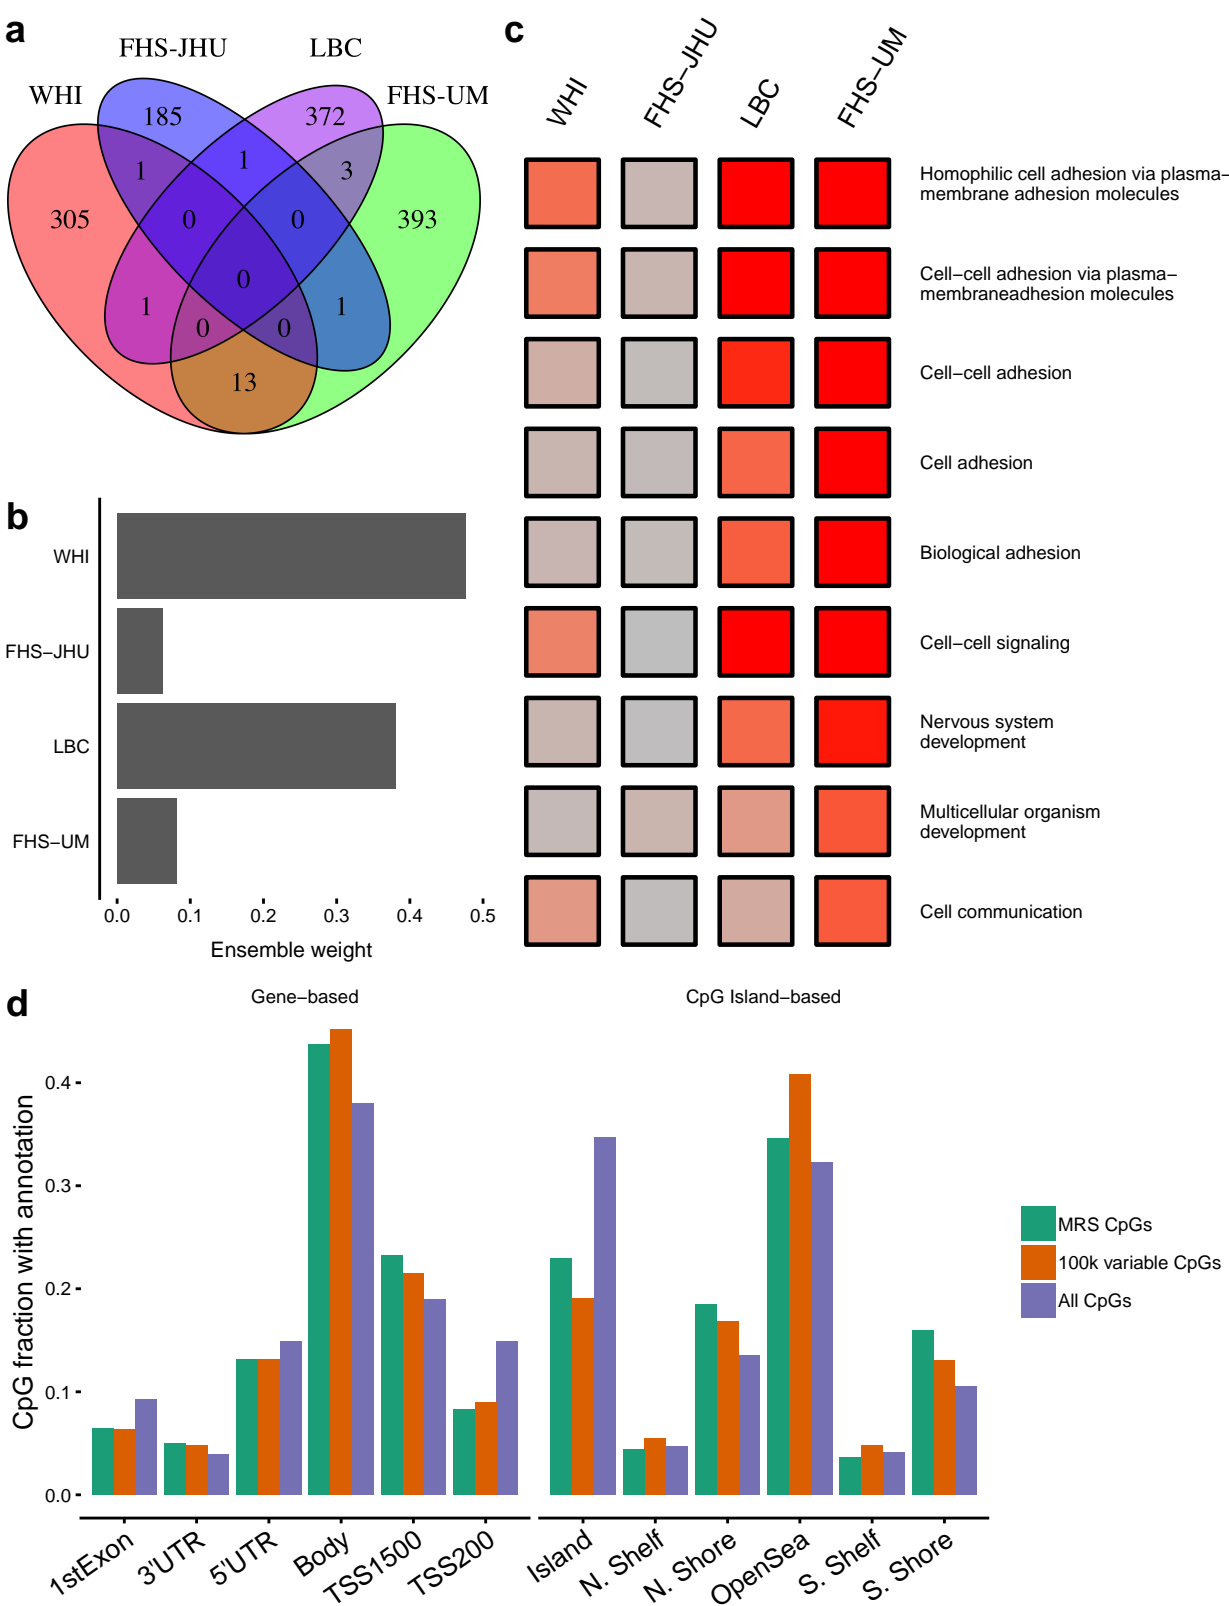 a
FHS-JHU
LBC
WHI
FHS-UM
185
372
1
1
3
305
0
0
393
0
1
0
0
1
13
b
WHI
FHS−JHU
LBC
FHS−UM
0.0 0.1 0.2 0.3 0.4 0.5
Ensemble weight
c
WHI
FHS−JHU
LBC
FHS−UM
Homophilic cell adhesion via plasma−
membrane adhesion molecules
Cell−cell adhesion via plasma−
membraneadhesion molecules
Cell−cell adhesion
Cell adhesion
Biological adhesion
Cell−cell signaling
Nervous system
development
Multicellular organism
development
Cell communication
d
Gene−based
CpG Island−based
CpG fraction with annotation
0.4
0.3
0.2
0.1
0.0
1stExon
3'UTR
5'UTR
Body
TSS1500
TSS200
Island
N. Shelf
N. Shore
OpenSea
S. Shelf
S. Shore
MRS CpGs
100k variable CpGs
All CpGs